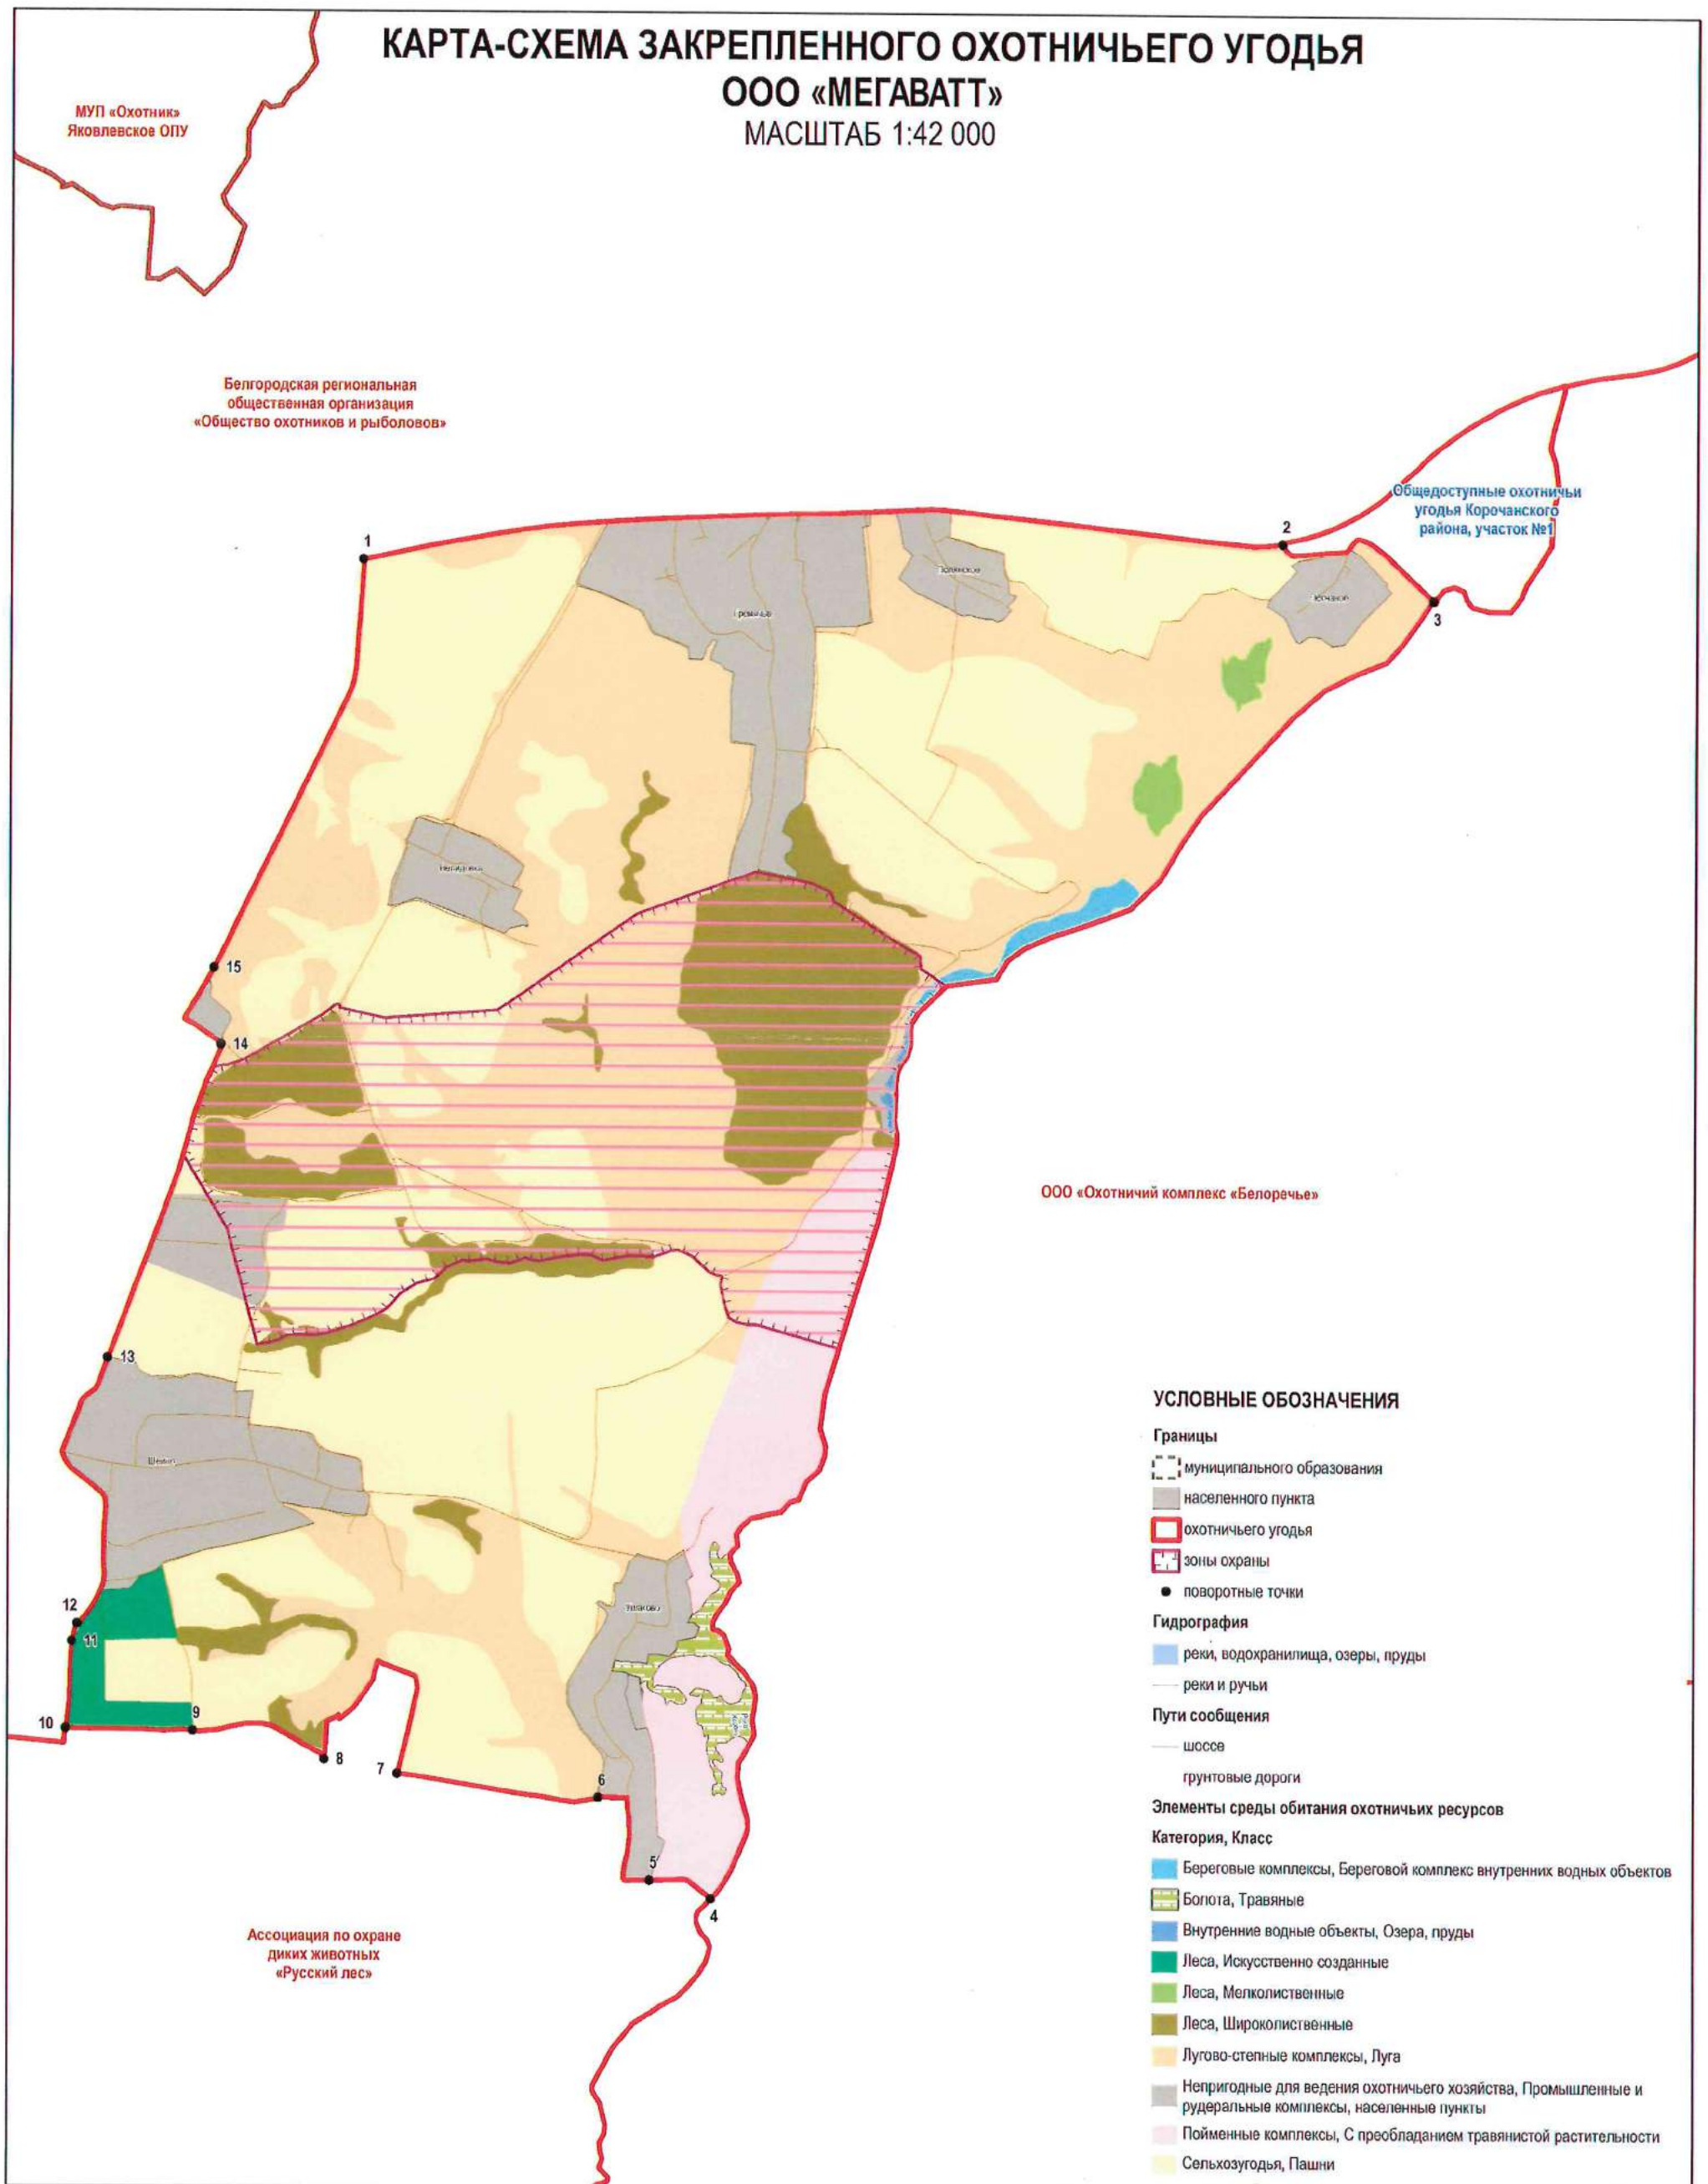 КАРТА-СХЕМА ЗАКРЕПЛЕННОГО ОХОТНИЧЬЕГО УГОДЬЯ
ООО «МЕГАВАТТ»
МАСШТАБ 1:42 000
МУП «Охотник»
Яковлевское ОПУ
Белгородская региональная
общественная организация
«Общество охотников и рыболовов»
Общедоступные охотничьи
угодья Корочанского
района, участок №1
1
2
3
15
14
ООО «Охотничий комплекс «Белоречье»
13
12
11
10
9
8
7
6
5
4
Ассоциация по охране
диких животных
«Русский лес»
УСЛОВНЫЕ ОБОЗНАЧЕНИЯ
Границы
муниципального образования
населенного пункта
охотничьего угодья
зоны охраны
поворотные точки
Гидрография
реки, водохранилища, озеры, пруды
реки и ручьи
Пути сообщения
шоссе
грунтовые дороги
Элементы среды обитания охотничьих ресурсов
Категория, Класс
Береговые комплексы, Береговой комплекс внутренних водных объектов
Болота, Травяные
Внутренние водные объекты, Озера, пруды
Леса, Искусственно созданные
Леса, Мелколиственные
Леса, Широколиственные
Лугово-степные комплексы, Луга
Непригодные для ведения охотничьего хозяйства, Промышленные и
рудеральные комплексы, населенные пункты
Пойменные комплексы, С преобладанием травянистой растительности
Сельхозугодья, Пашни